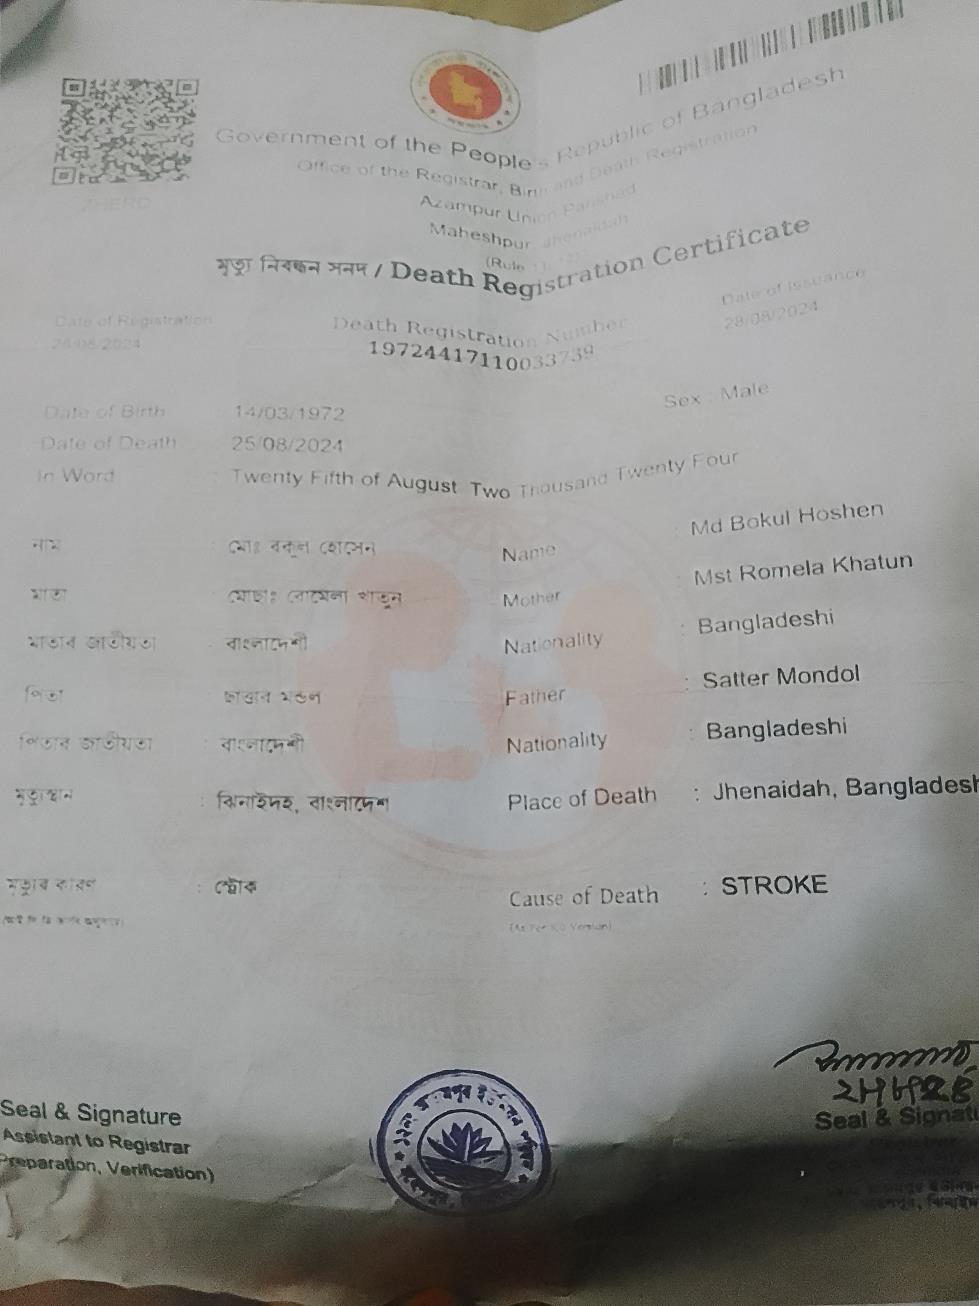 Government of the People's Republic of Bangladesh
Office of the Registrar, Birth and Death Registration
Azampur Union Parishad
Maheshpur, Jhenaidah
(Rule
মৃত্যু নিবন্ধন সনদ / Death Registration Certificate
Date of Registration Death Registration Number Date of Issuance
28/08/2024 19724417110033739 28/08/2024
Date of Birth : 14/03/1972 Sex : Male
Date of Death : 25/08/2024
In Word : Twenty Fifth of August Two Thousand Twenty Four
নাম : মোঃ বকুল হোসেন Name : Md Bokul Hoshen
মাতা : মোছাঃ রোমেলা খাতুন Mother : Mst Romela Khatun
মাতার জাতীয়তা : বাংলাদেশী Nationality : Bangladeshi
পিতা : ছাত্তার মন্ডল Father : Satter Mondol
পিতার জাতীয়তা : বাংলাদেশী Nationality : Bangladeshi
মৃত্যুস্থান : ঝিনাইদহ, বাংলাদেশ Place of Death : Jhenaidah, Bangladesh
মৃত্যুর কারণ : স্ট্রোক Cause of Death : STROKE
Seal & Signature
Assistant to Registrar
Preparation, Verification)
Seal & Signat